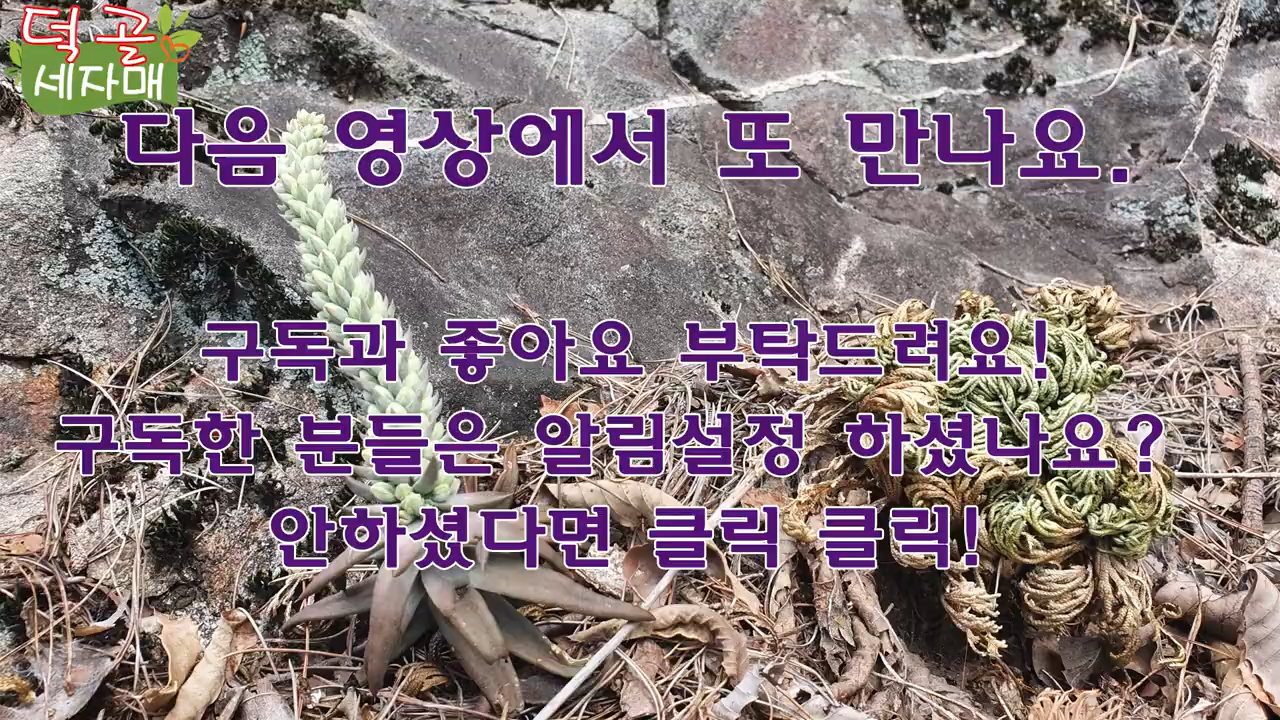 덕골
세자매
다음 영상에서 또 만나요.
구독과 좋아요 부탁드려요!
구독한 분들은 알림설정 하셨나요?
안하셨다면 클릭 클릭!